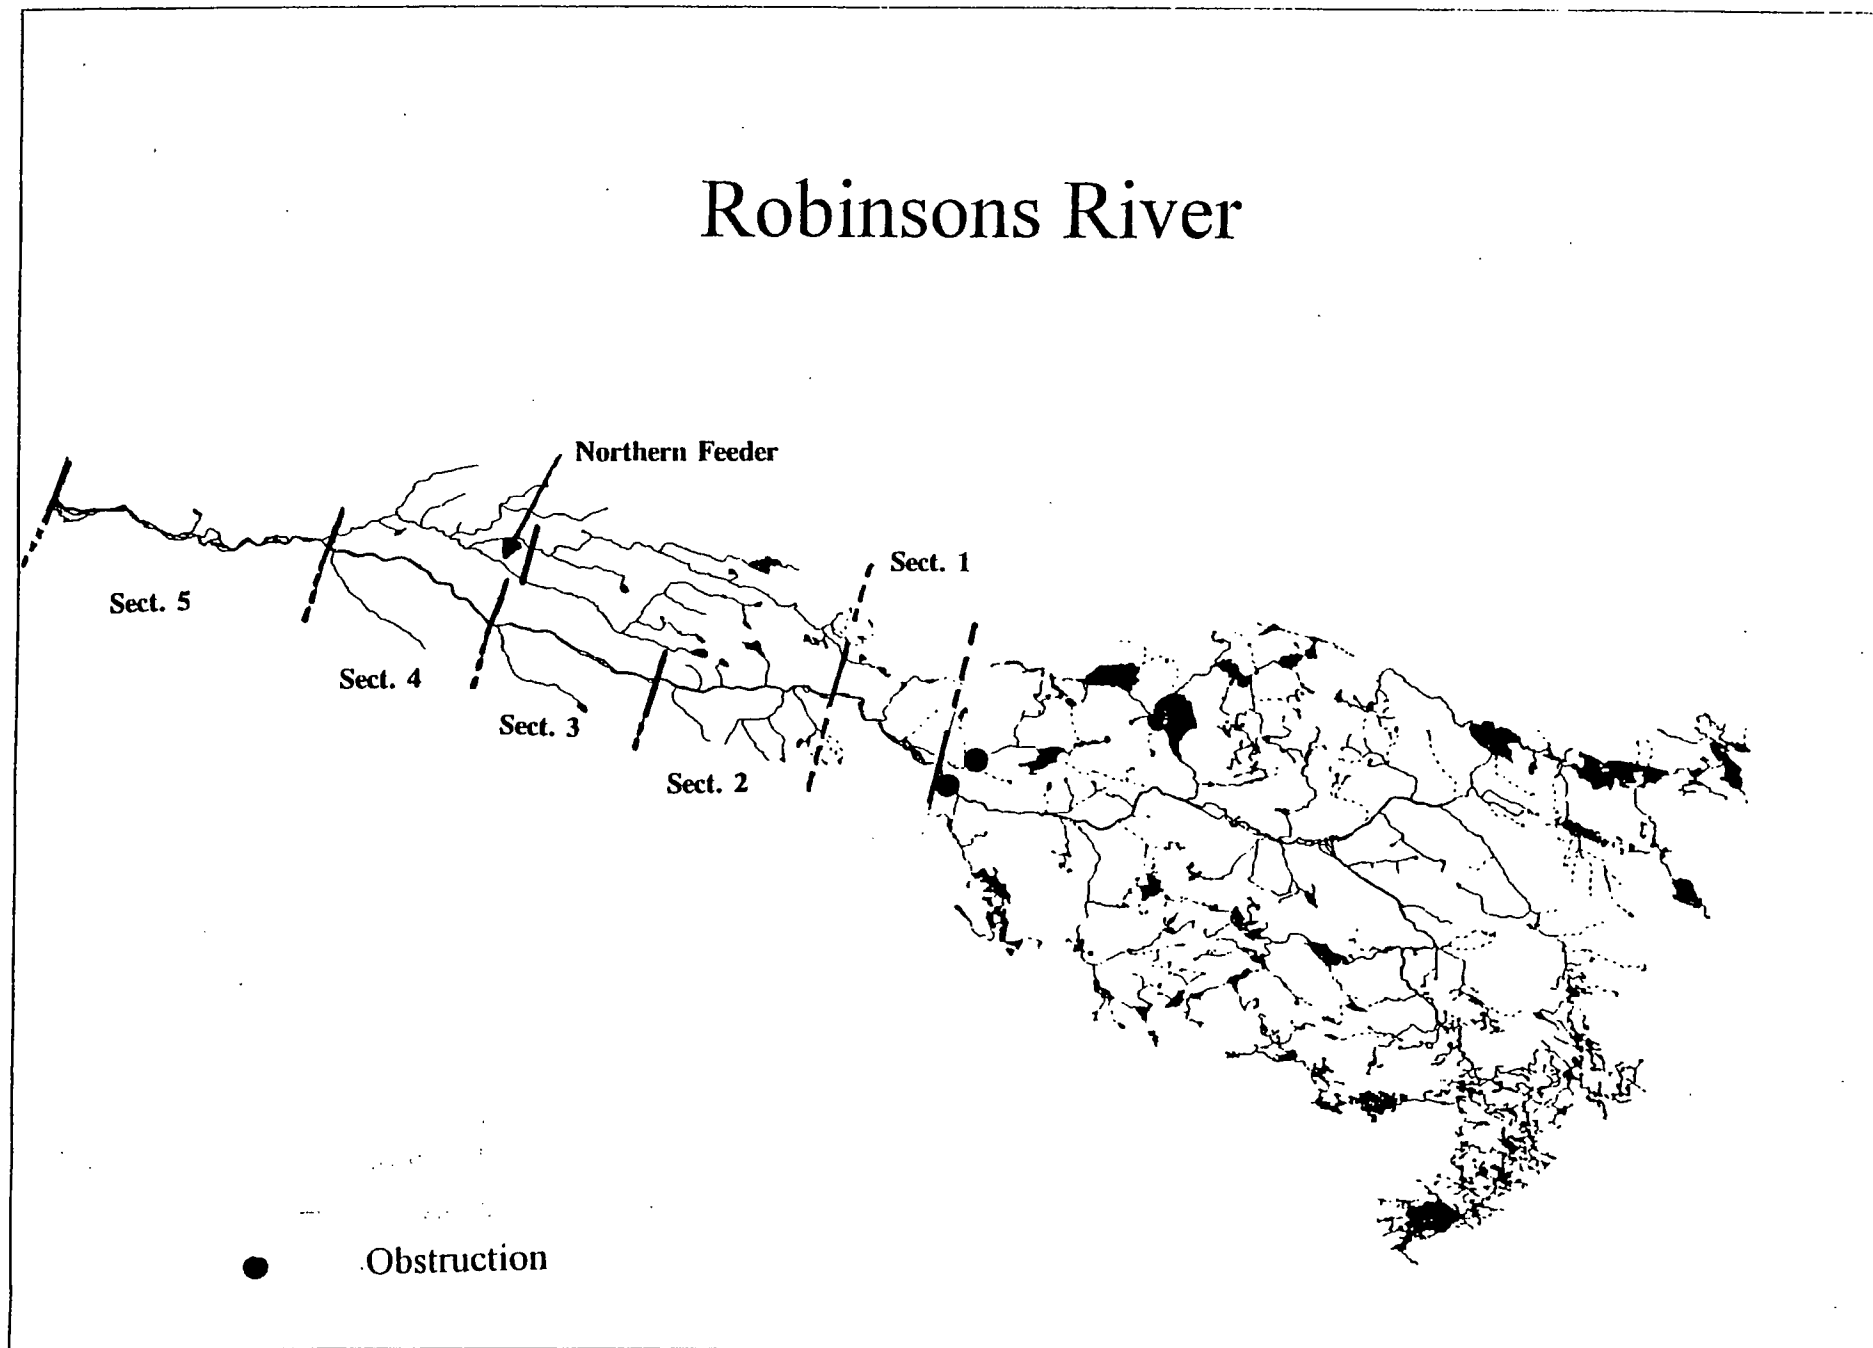 Robinsons River
Northern Feeder
Sect. 1
Sect. 5
Sect. 4
Sect. 3
Sect. 2
Obstruction